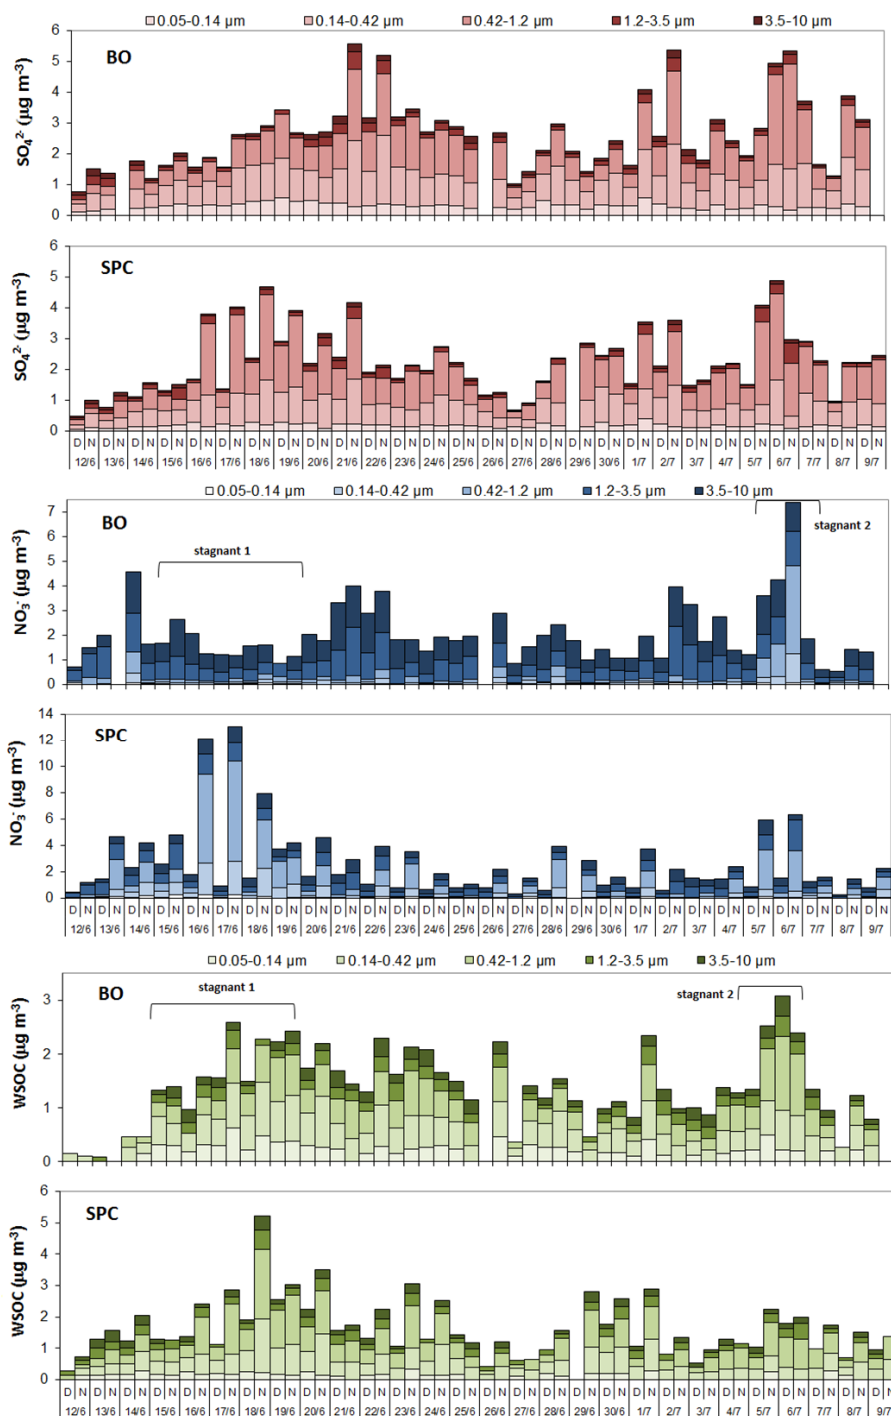 0.05-0.14 µm 0.14-0.42 µm 0.42-1.2 µm 1.2-3.5 µm 3.5-10 µm
BO
SO₄²⁻ (µg m⁻³)
6
5
4
3
2
1
0
SPC
SO₄²⁻ (µg m⁻³)
6
5
4
3
2
1
0
D N D N D N D N D N D N D N D N D N D N D N D N D N D N D N D N D N D N D N D N D N D N D N D N D N D N D N D N
12/6 13/6 14/6 15/6 16/6 17/6 18/6 19/6 20/6 21/6 22/6 23/6 24/6 25/6 26/6 27/6 28/6 29/6 30/6 1/7 2/7 3/7 4/7 5/7 6/7 7/7 8/7 9/7
0.05-0.14 µm 0.14-0.42 µm 0.42-1.2 µm 1.2-3.5 µm 3.5-10 µm
BO
stagnant 1
stagnant 2
NO₃⁻ (µg m⁻³)
7
6
5
4
3
2
1
0
SPC
NO₃⁻ (µg m⁻³)
14
12
10
8
6
4
2
0
D N D N D N D N D N D N D N D N D N D N D N D N D N D N D N D N D N D N D N D N D N D N D N D N D N D N D N D N
12/6 13/6 14/6 15/6 16/6 17/6 18/6 19/6 20/6 21/6 22/6 23/6 24/6 25/6 26/6 27/6 28/6 29/6 30/6 1/7 2/7 3/7 4/7 5/7 6/7 7/7 8/7 9/7
0.05-0.14 µm 0.14-0.42 µm 0.42-1.2 µm 1.2-3.5 µm 3.5-10 µm
BO
stagnant 1
stagnant 2
WSOC (µg m⁻³)
3
2
1
0
SPC
WSOC (µg m⁻³)
6
5
4
3
2
1
0
D N D N D N D N D N D N D N D N D N D N D N D N D N D N D N D N D N D N D N D N D N D N D N D N D N D N D N D N
12/6 13/6 14/6 15/6 16/6 17/6 18/6 19/6 20/6 21/6 22/6 23/6 24/6 25/6 26/6 27/6 28/6 29/6 30/6 1/7 2/7 3/7 4/7 5/7 6/7 7/7 8/7 9/7